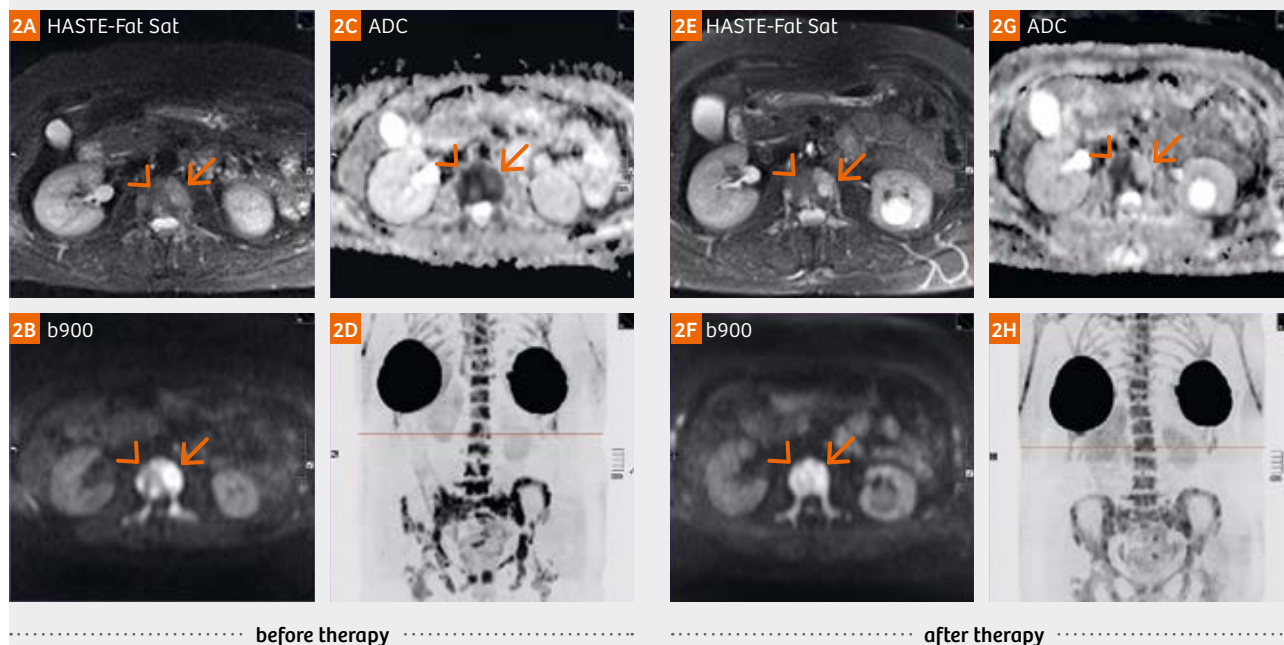 2A HASTE-Fat Sat
2C ADC
2E HASTE-Fat Sat
2G ADC
2B b900
2D
2F b900
2H
before therapy
after therapy